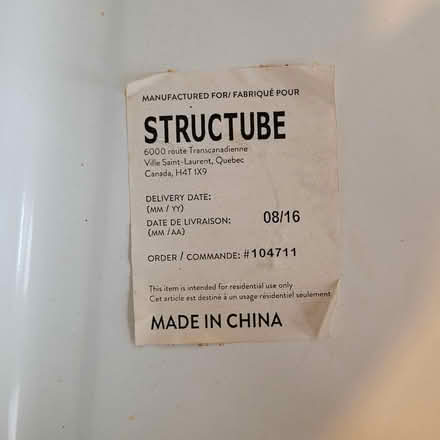 MANUFACTURED FOR/ FABRIQUÉ POUR
STRUCTUBE
6000 route Transcanadienne
Ville Saint-Laurent, Quebec
Canada, H4T 1X9
DELIVERY DATE:
(MM / YY)
DATE DE LIVRAISON: 08/16
(MM /AA)
ORDER / COMMANDE: #104711
This item is intended for residential use only
Cet article est destiné à un usage résidentiel seulement
MADE IN CHINA